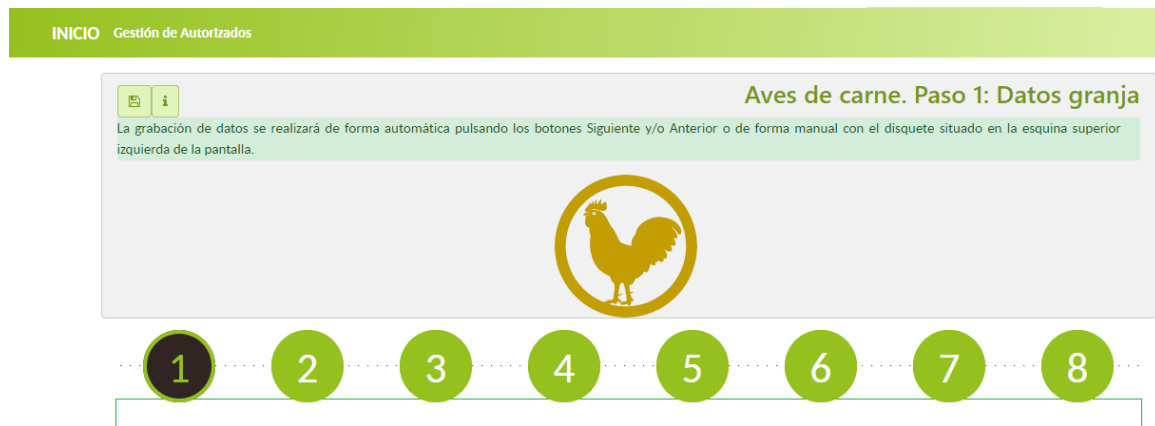 INICIO Gestión de Autorizados
i
Aves de carne. Paso 1: Datos granja
La grabación de datos se realizará de forma automática pulsando los botones Siguiente y/o Anterior o de forma manual con el disquete situado en la esquina superior
izquierda de la pantalla.
1 2 3 4 5 6 7 8